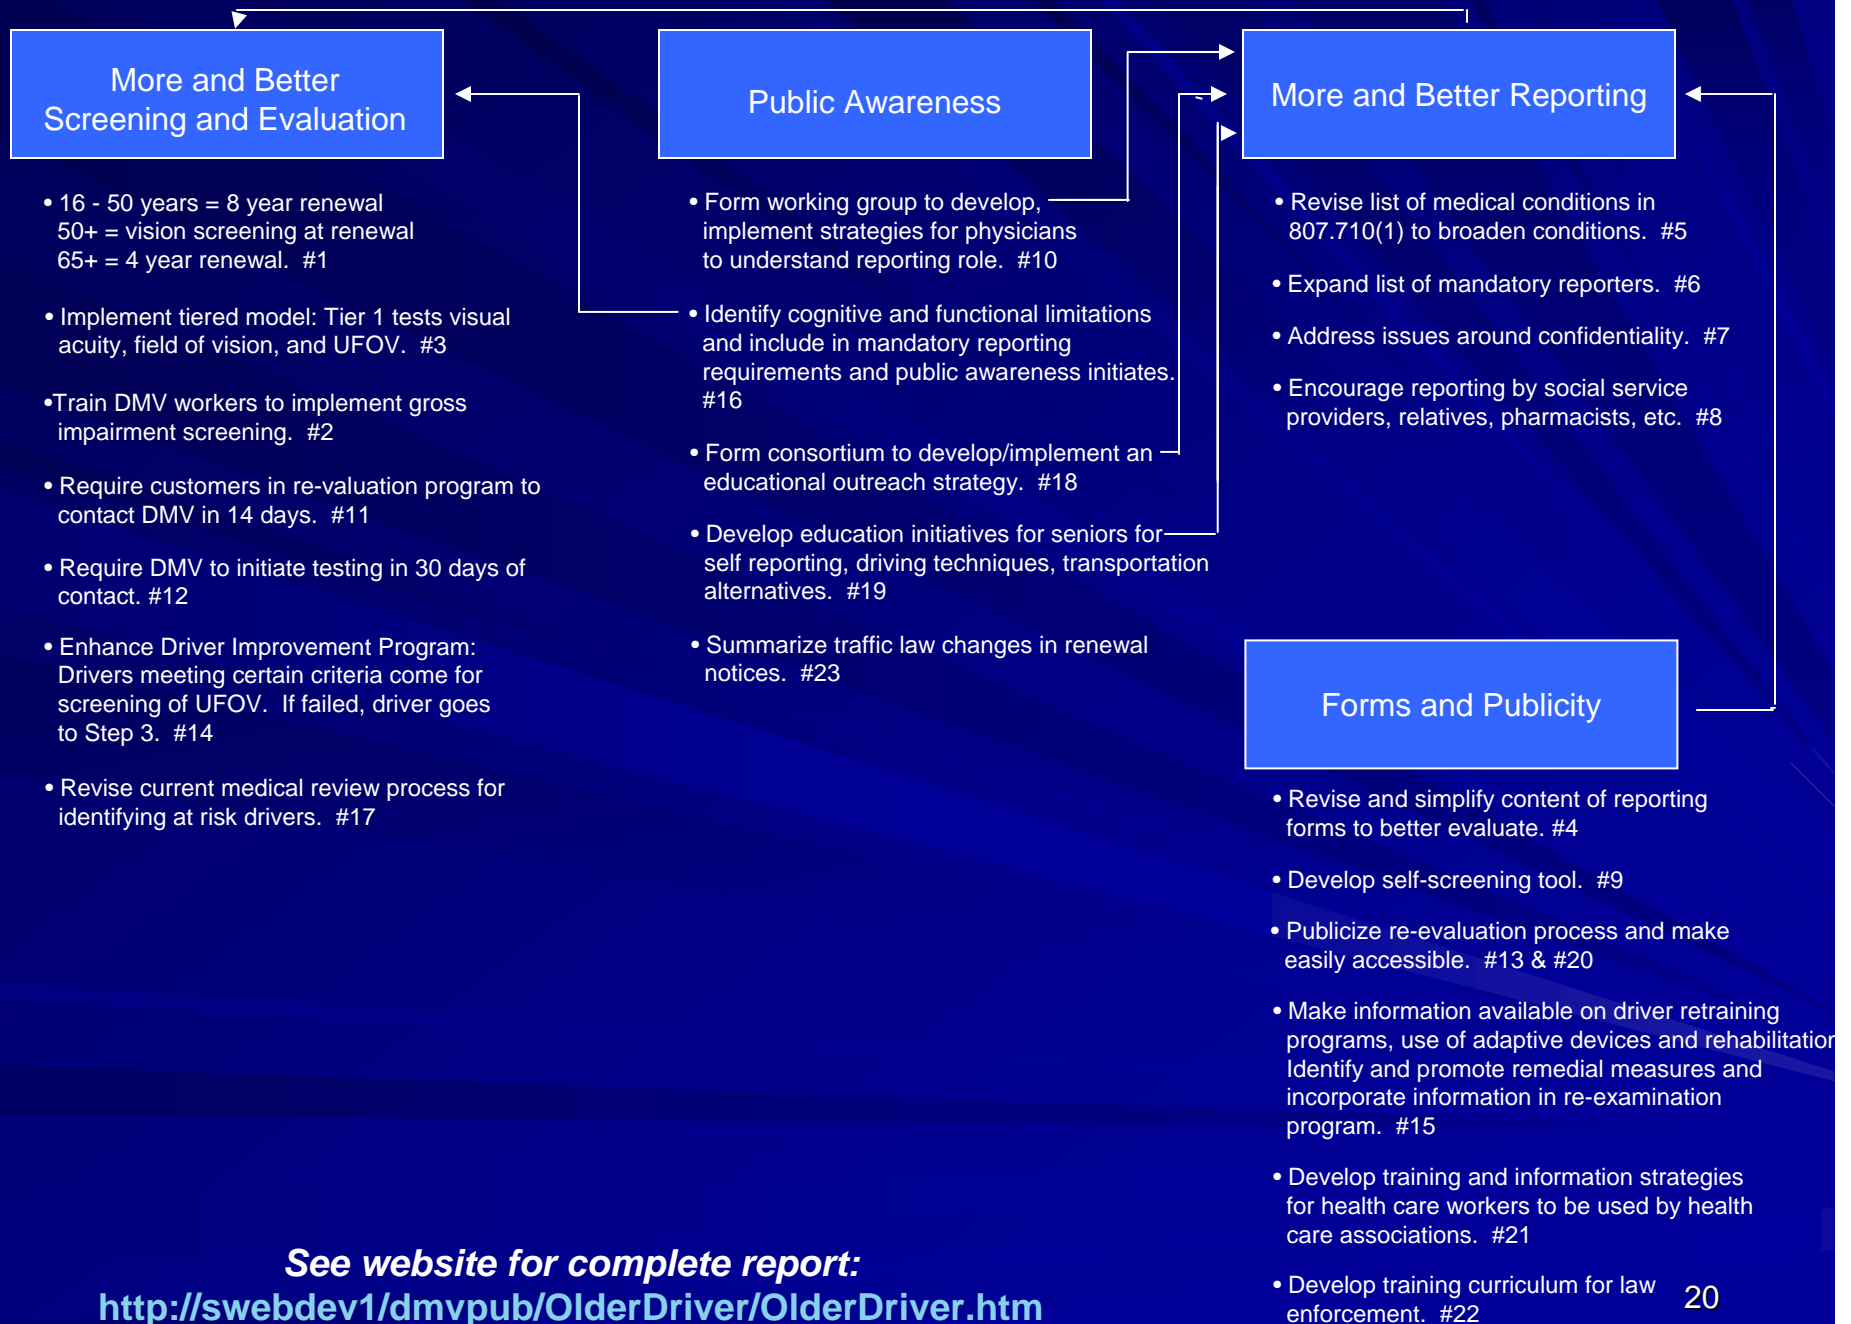 More and Better
Screening and Evaluation
• 16 - 50 years = 8 year renewal
50+ = vision screening at renewal
65+ = 4 year renewal. #1
• Implement tiered model: Tier 1 tests visual
acuity, field of vision, and UFOV. #3
•Train DMV workers to implement gross
impairment screening. #2
• Require customers in re-valuation program to
contact DMV in 14 days. #11
• Require DMV to initiate testing in 30 days of
contact. #12
• Enhance Driver Improvement Program:
Drivers meeting certain criteria come for
screening of UFOV. If failed, driver goes
to Step 3. #14
• Revise current medical review process for
identifying at risk drivers. #17
Public Awareness
• Form working group to develop,
implement strategies for physicians
to understand reporting role. #10
• Identify cognitive and functional limitations
and include in mandatory reporting
requirements and public awareness initiates.
#16
• Form consortium to develop/implement an
educational outreach strategy. #18
• Develop education initiatives for seniors for
self reporting, driving techniques, transportation
alternatives. #19
• Summarize traffic law changes in renewal
notices. #23
More and Better Reporting
• Revise list of medical conditions in
807.710(1) to broaden conditions. #5
• Expand list of mandatory reporters. #6
• Address issues around confidentiality. #7
• Encourage reporting by social service
providers, relatives, pharmacists, etc. #8
Forms and Publicity
• Revise and simplify content of reporting
forms to better evaluate. #4
• Develop self-screening tool. #9
• Publicize re-evaluation process and make
easily accessible. #13 & #20
• Make information available on driver retraining
programs, use of adaptive devices and rehabilitation
Identify and promote remedial measures and
incorporate information in re-examination
program. #15
• Develop training and information strategies
for health care workers to be used by health
care associations. #21
• Develop training curriculum for law
enforcement. #22
See website for complete report:
http://swebdev1/dmvpub/OlderDriver/OlderDriver.htm
20